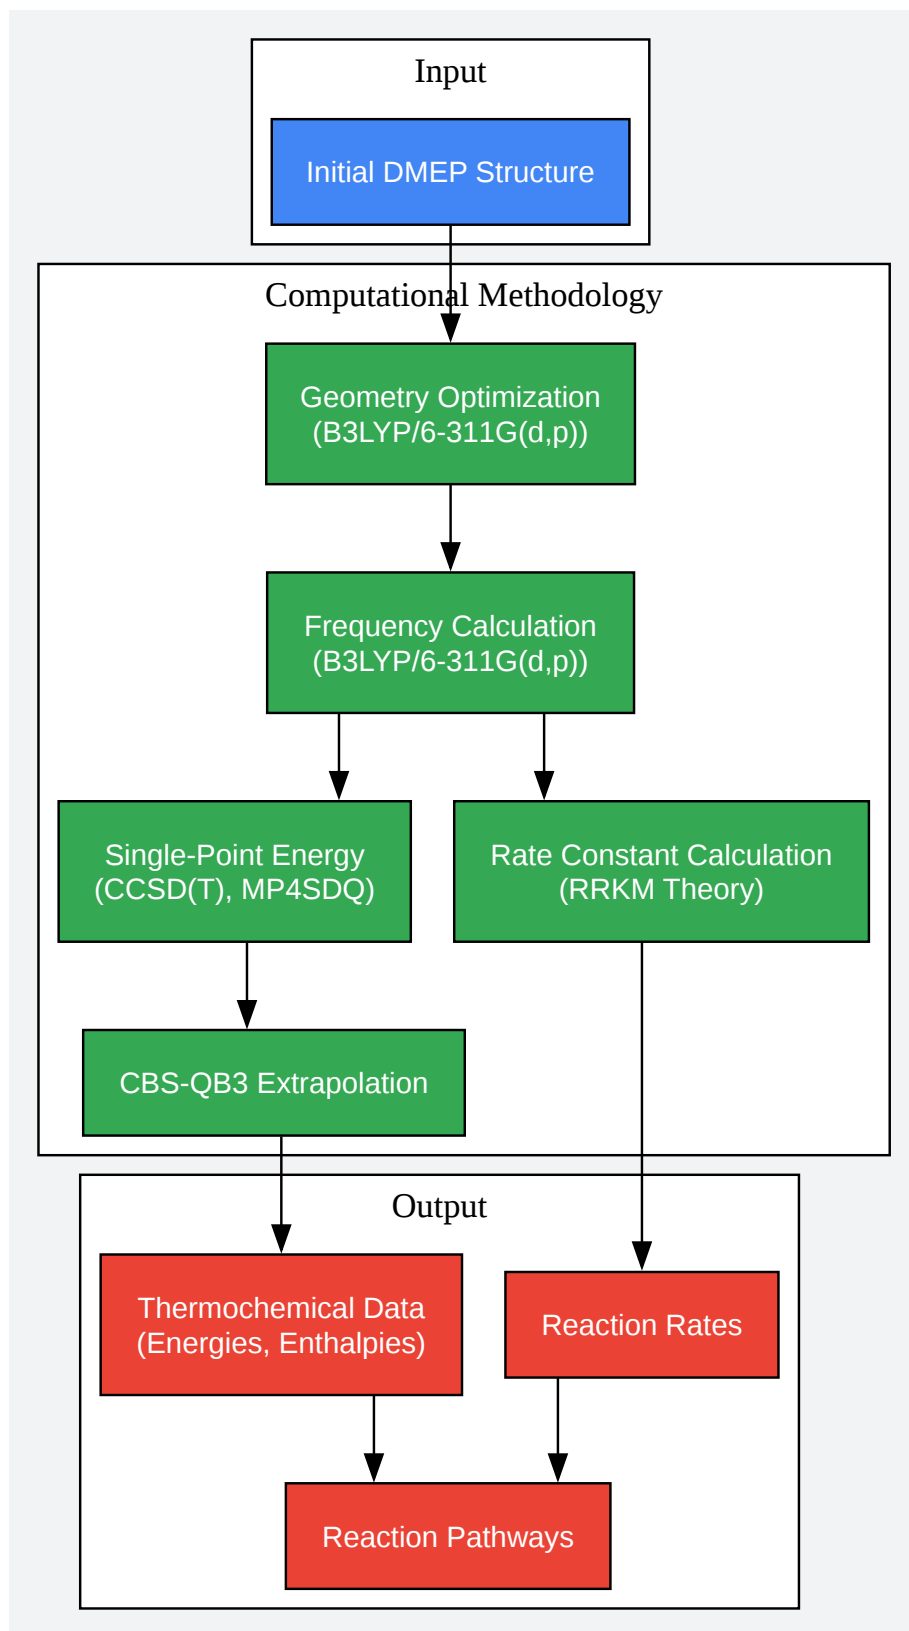 Input
Initial DMEP Structure
Computational Methodology
Geometry Optimization
(B3LYP/6-311G(d,p))
Frequency Calculation
(B3LYP/6-311G(d,p))
Single-Point Energy
(CCSD(T), MP4SDQ)
Rate Constant Calculation
(RRKM Theory)
CBS-QB3 Extrapolation
Output
Thermochemical Data
(Energies, Enthalpies)
Reaction Rates
Reaction Pathways